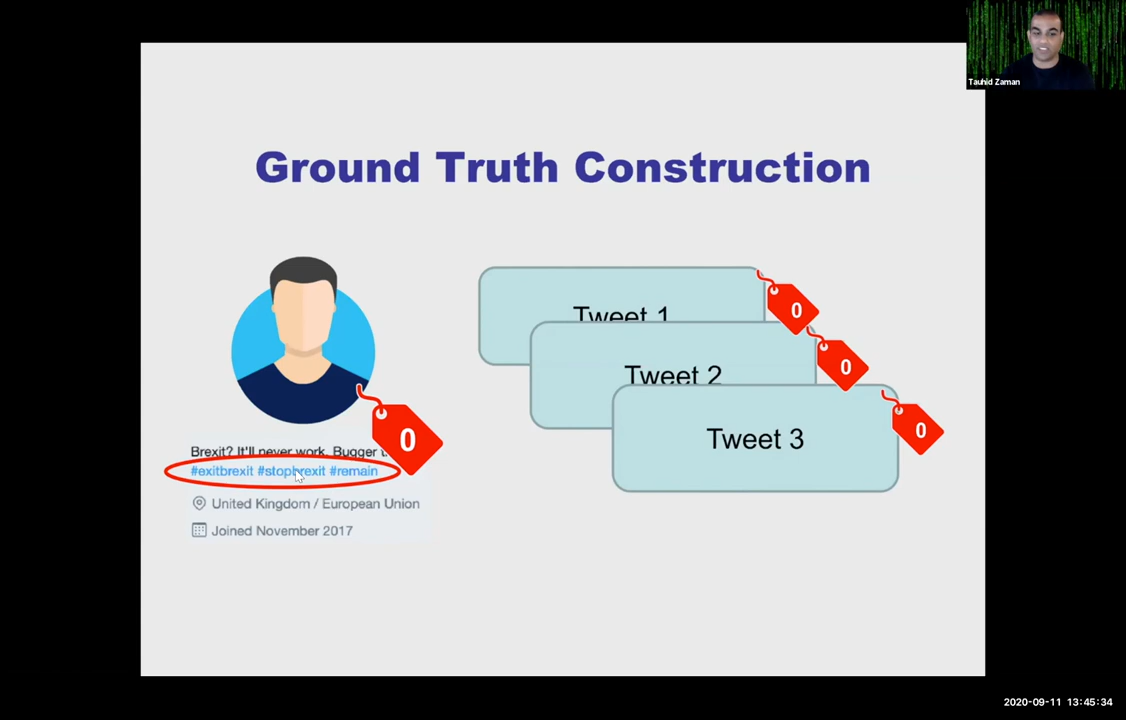 Tauhid Zaman
Ground Truth Construction
Tweet 1
0
Tweet 2
0
Tweet 3
0
0
Brexit? It'll never work. Bugger
#exitbrexit #stopbrexit #remain
United Kingdom / European Union
Joined November 2017
2020-09-11 13:45:34